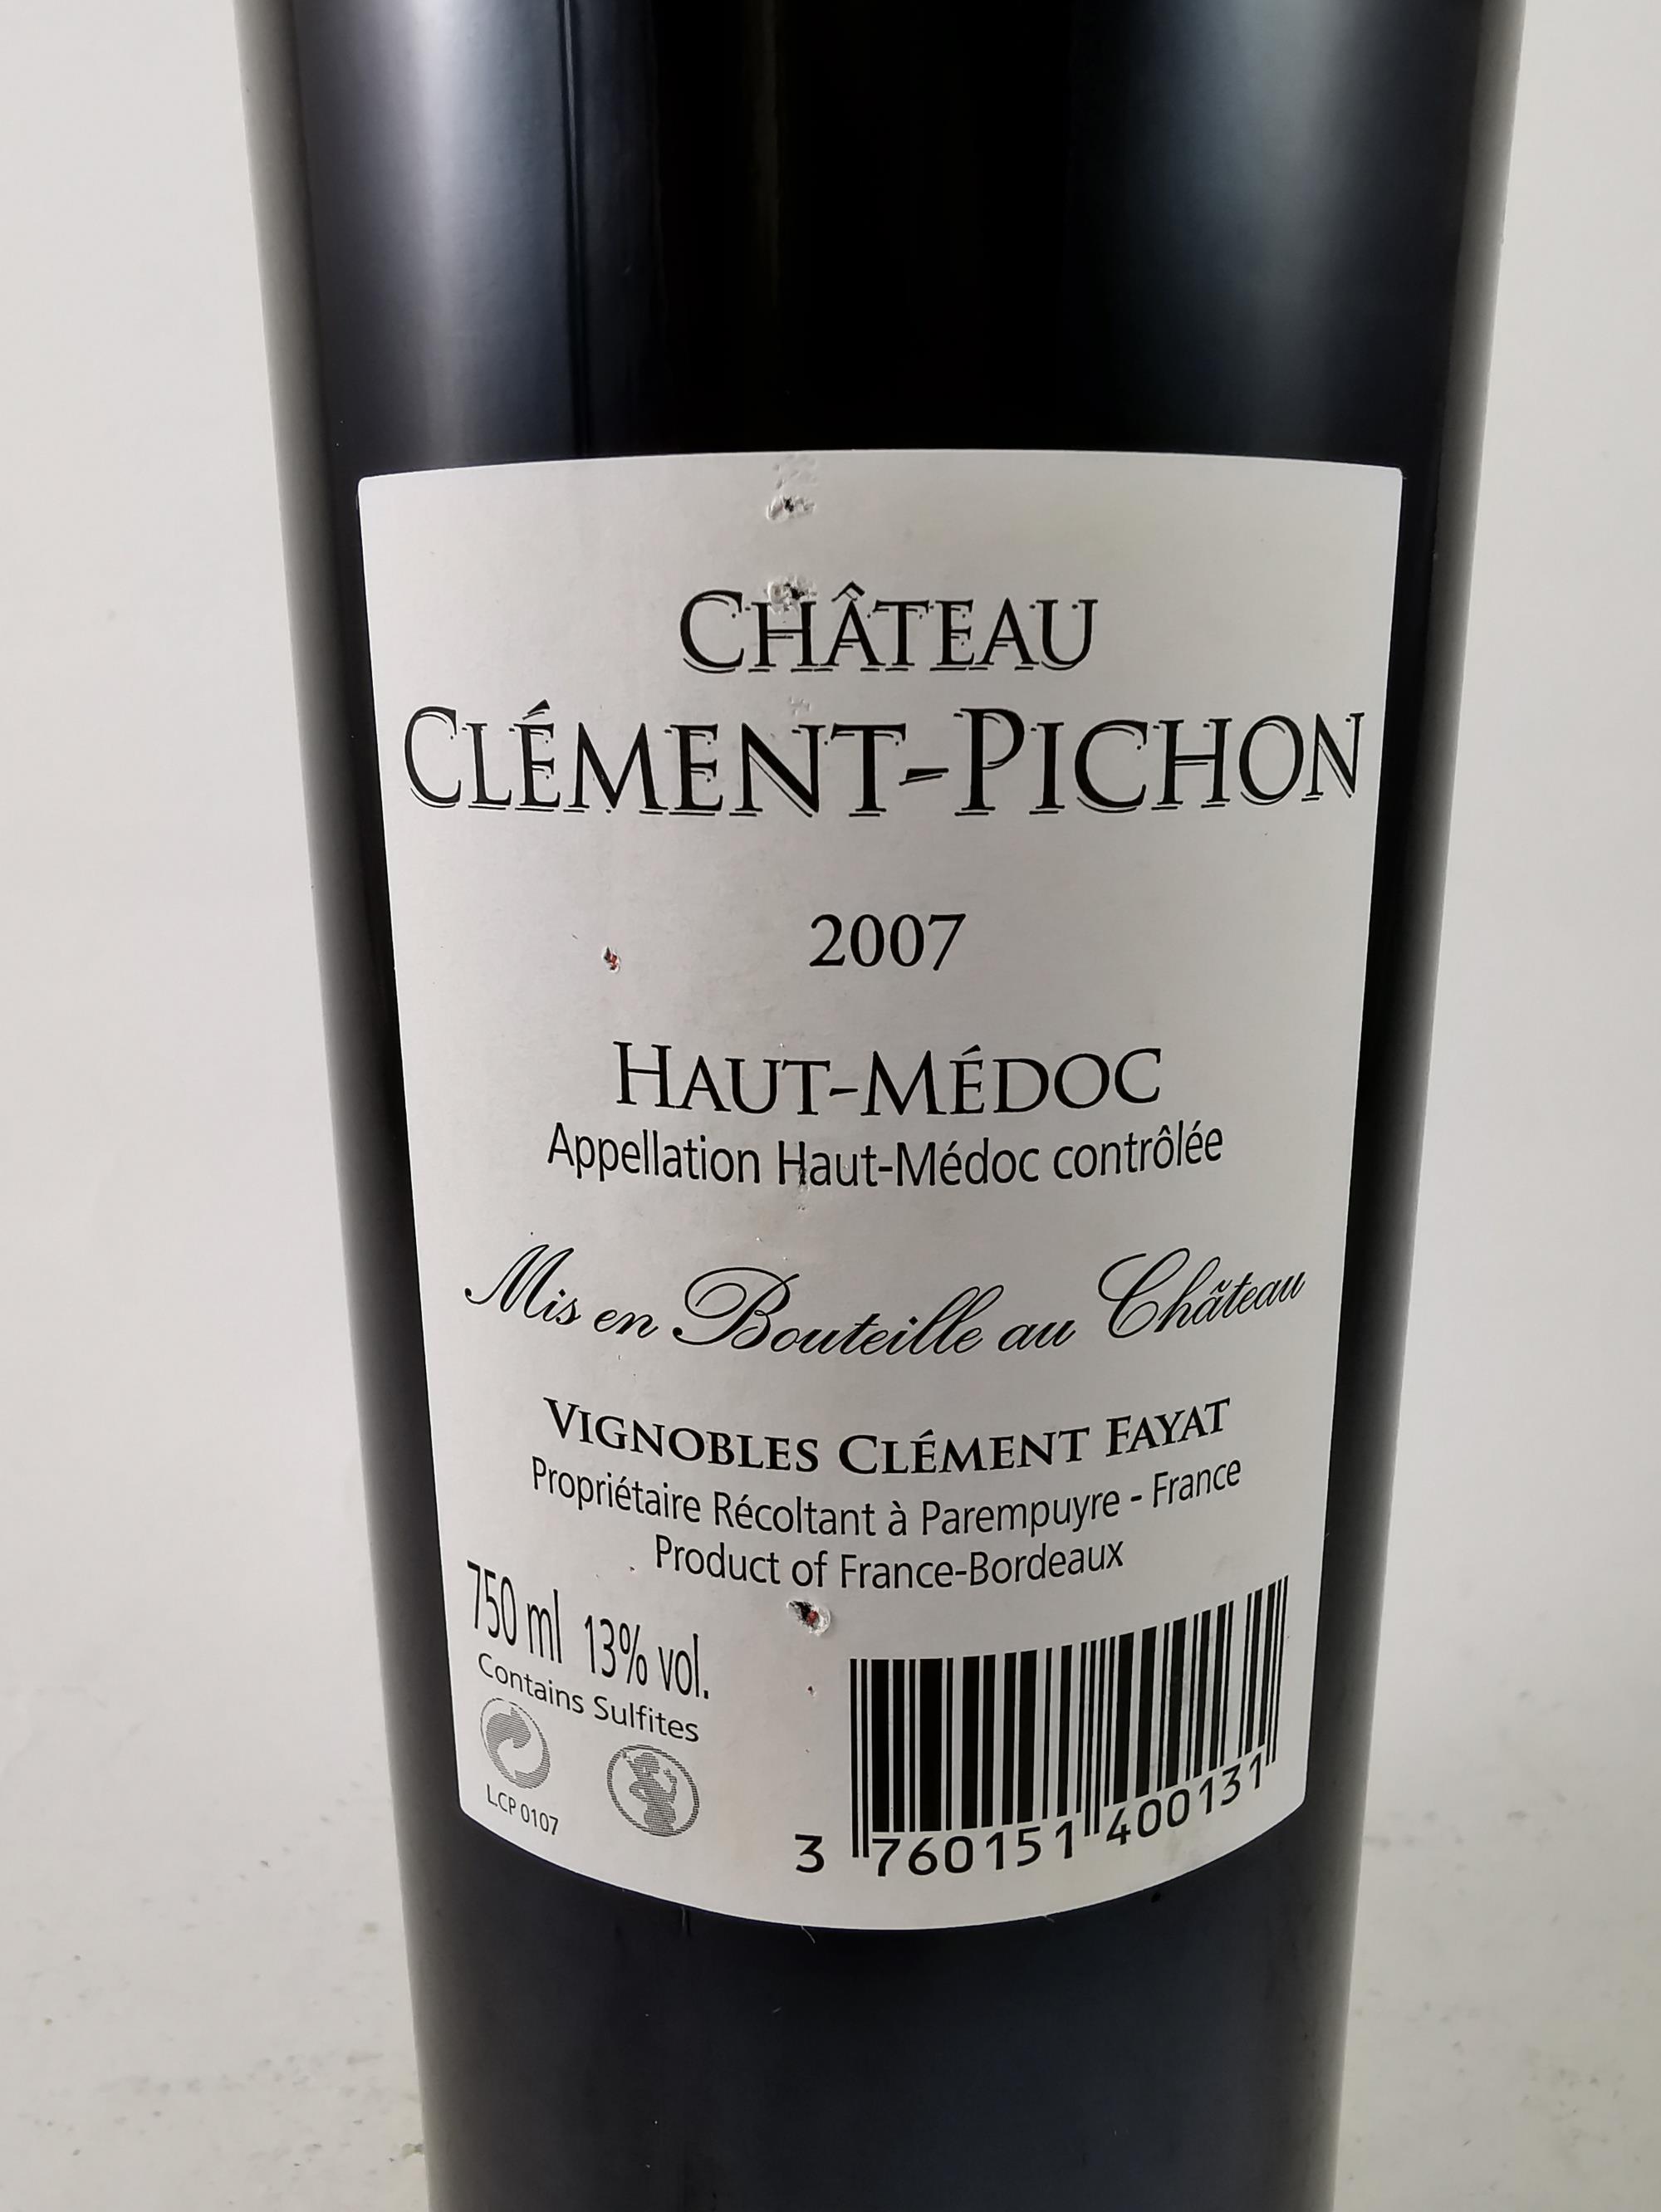 CHÂTEAU
CLÉMENT-PICHON
2007
HAUT-MÉDOC
Appellation Haut-Médoc contrôlée
Mis en Bouteille au Château
VIGNOBLES CLÉMENT FAYAT
Propriétaire Récoltant à Parempuyre - France
Product of France-Bordeaux
750 ml 13% vol.
Contains Sulfites
LCP 0107
3 760151 400131